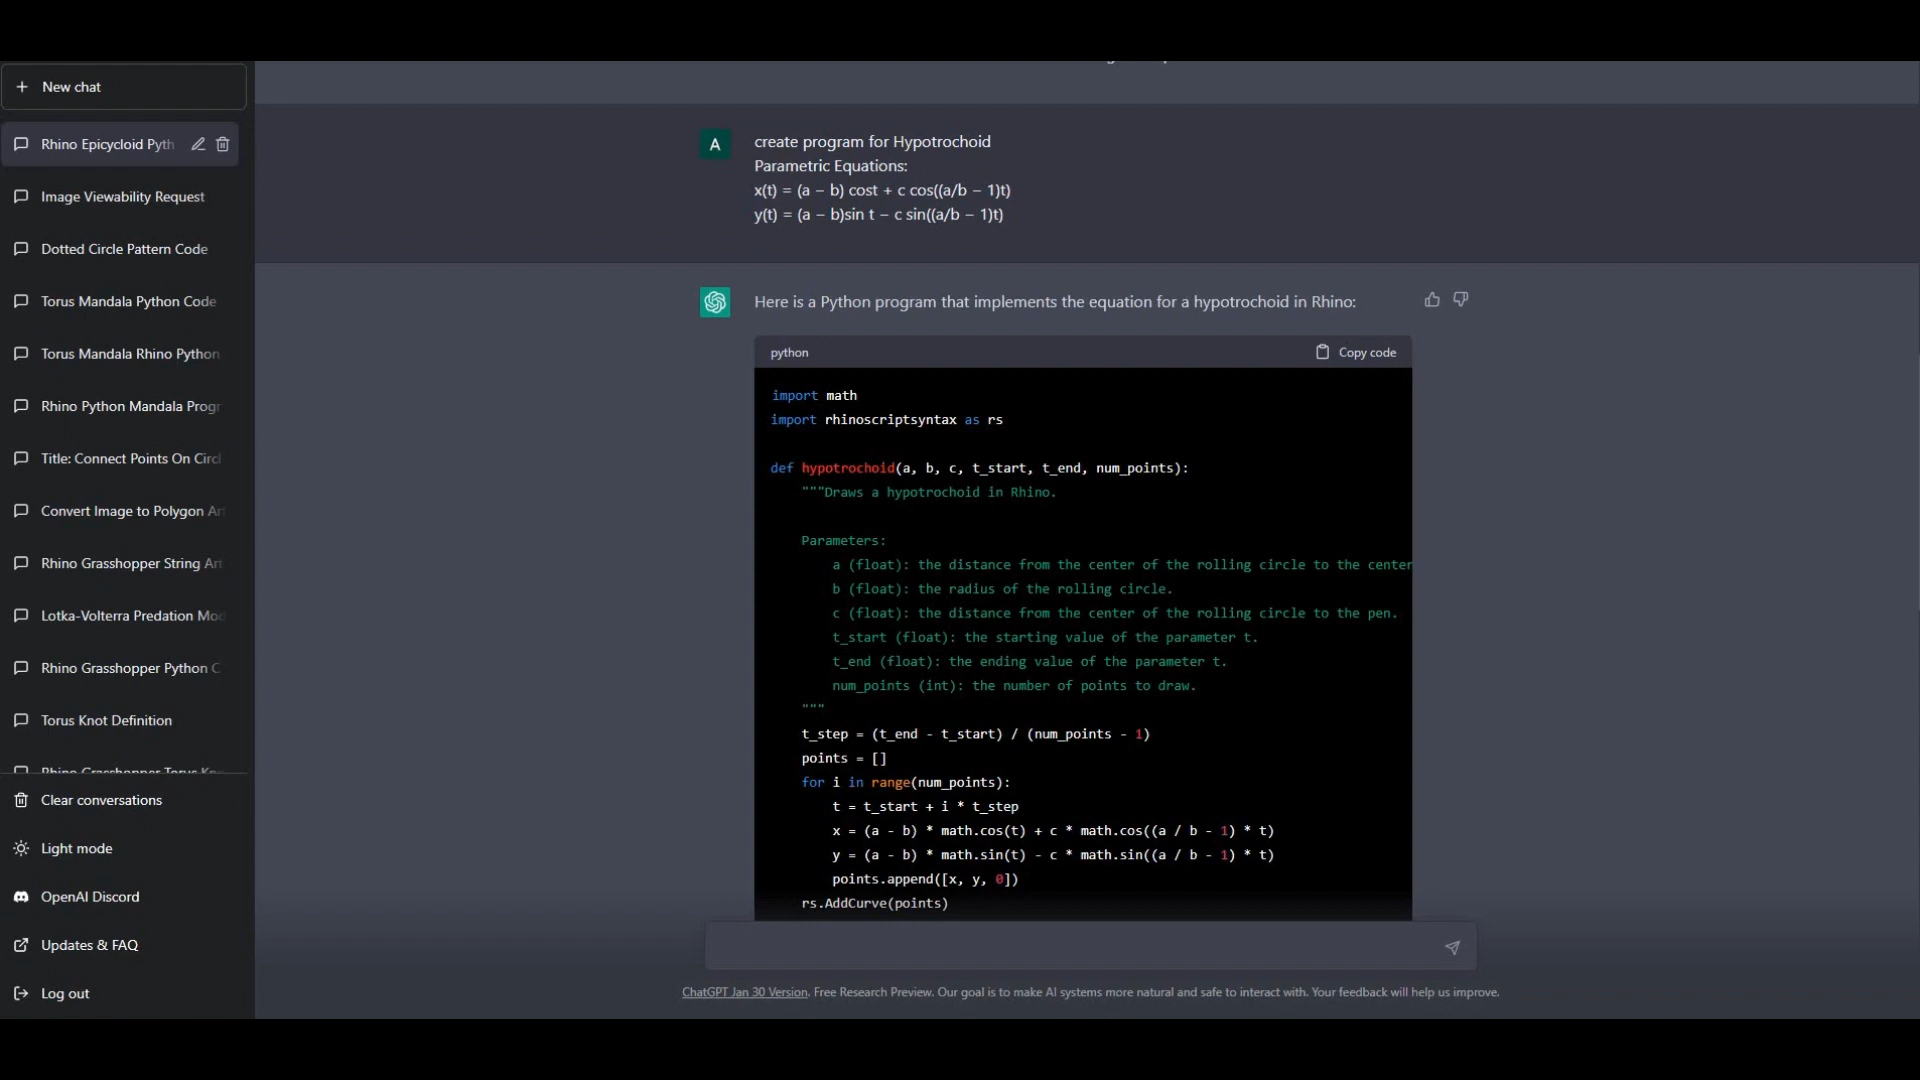 New chat
Rhino Epicycloid Pyth
Image Viewability Request
Dotted Circle Pattern Code
Torus Mandala Python Code
Torus Mandala Rhino Python
Rhino Python Mandala Progr
Title: Connect Points On Circl
Convert Image to Polygon Art
Rhino Grasshopper String Art
Lotka-Volterra Predation Mod
Rhino Grasshopper Python C
Torus Knot Definition
Rhino Grasshopper Torus Kn
Clear conversations
Light mode
OpenAI Discord
Updates & FAQ
Log out
A
create program for Hypotrochoid
Parametric Equations:
x(t) = (a − b) cost + c cos((a/b − 1)t)
y(t) = (a − b)sin t − c sin((a/b − 1)t)
Here is a Python program that implements the equation for a hypotrochoid in Rhino:
python
Copy code
import math
import rhinoscriptsyntax as rs
def hypotrochoid(a, b, c, t_start, t_end, num_points):
"""Draws a hypotrochoid in Rhino.
Parameters:
a (float): the distance from the center of the rolling circle to the center
b (float): the radius of the rolling circle.
c (float): the distance from the center of the rolling circle to the pen.
t_start (float): the starting value of the parameter t.
t_end (float): the ending value of the parameter t.
num_points (int): the number of points to draw.
"""
t_step = (t_end - t_start) / (num_points - 1)
points = []
for i in range(num_points):
t = t_start + i * t_step
x = (a - b) * math.cos(t) + c * math.cos((a / b - 1) * t)
y = (a - b) * math.sin(t) - c * math.sin((a / b - 1) * t)
points.append([x, y, 0])
rs.AddCurve(points)
ChatGPT Jan 30 Version. Free Research Preview. Our goal is to make AI systems more natural and safe to interact with. Your feedback will help us improve.